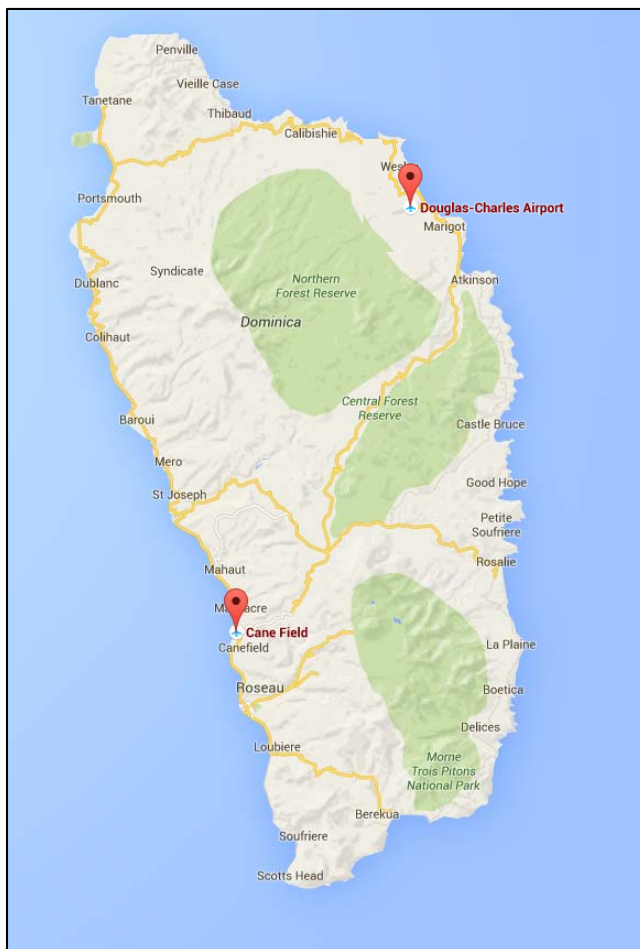 Penville
Vieille Case
Tanetane
Thibaud
Calibishie
Portsmouth
Douglas-Charles Airport
Marigot
Syndicate
Northern
Forest Reserve
Atkinson
Dublanc
Dominica
Colihaut
Central Forest
Reserve
Baroui
Castle Bruce
Mero
Good Hope
St Joseph
Petite
Soufriere
Rosalie
Mahaut
Cane Field
La Plaine
Canefield
Roseau
Boetica
Delices
Loubiere
Morne
Trois Pitons
National Park
Berekua
Soufriere
Scotts Head